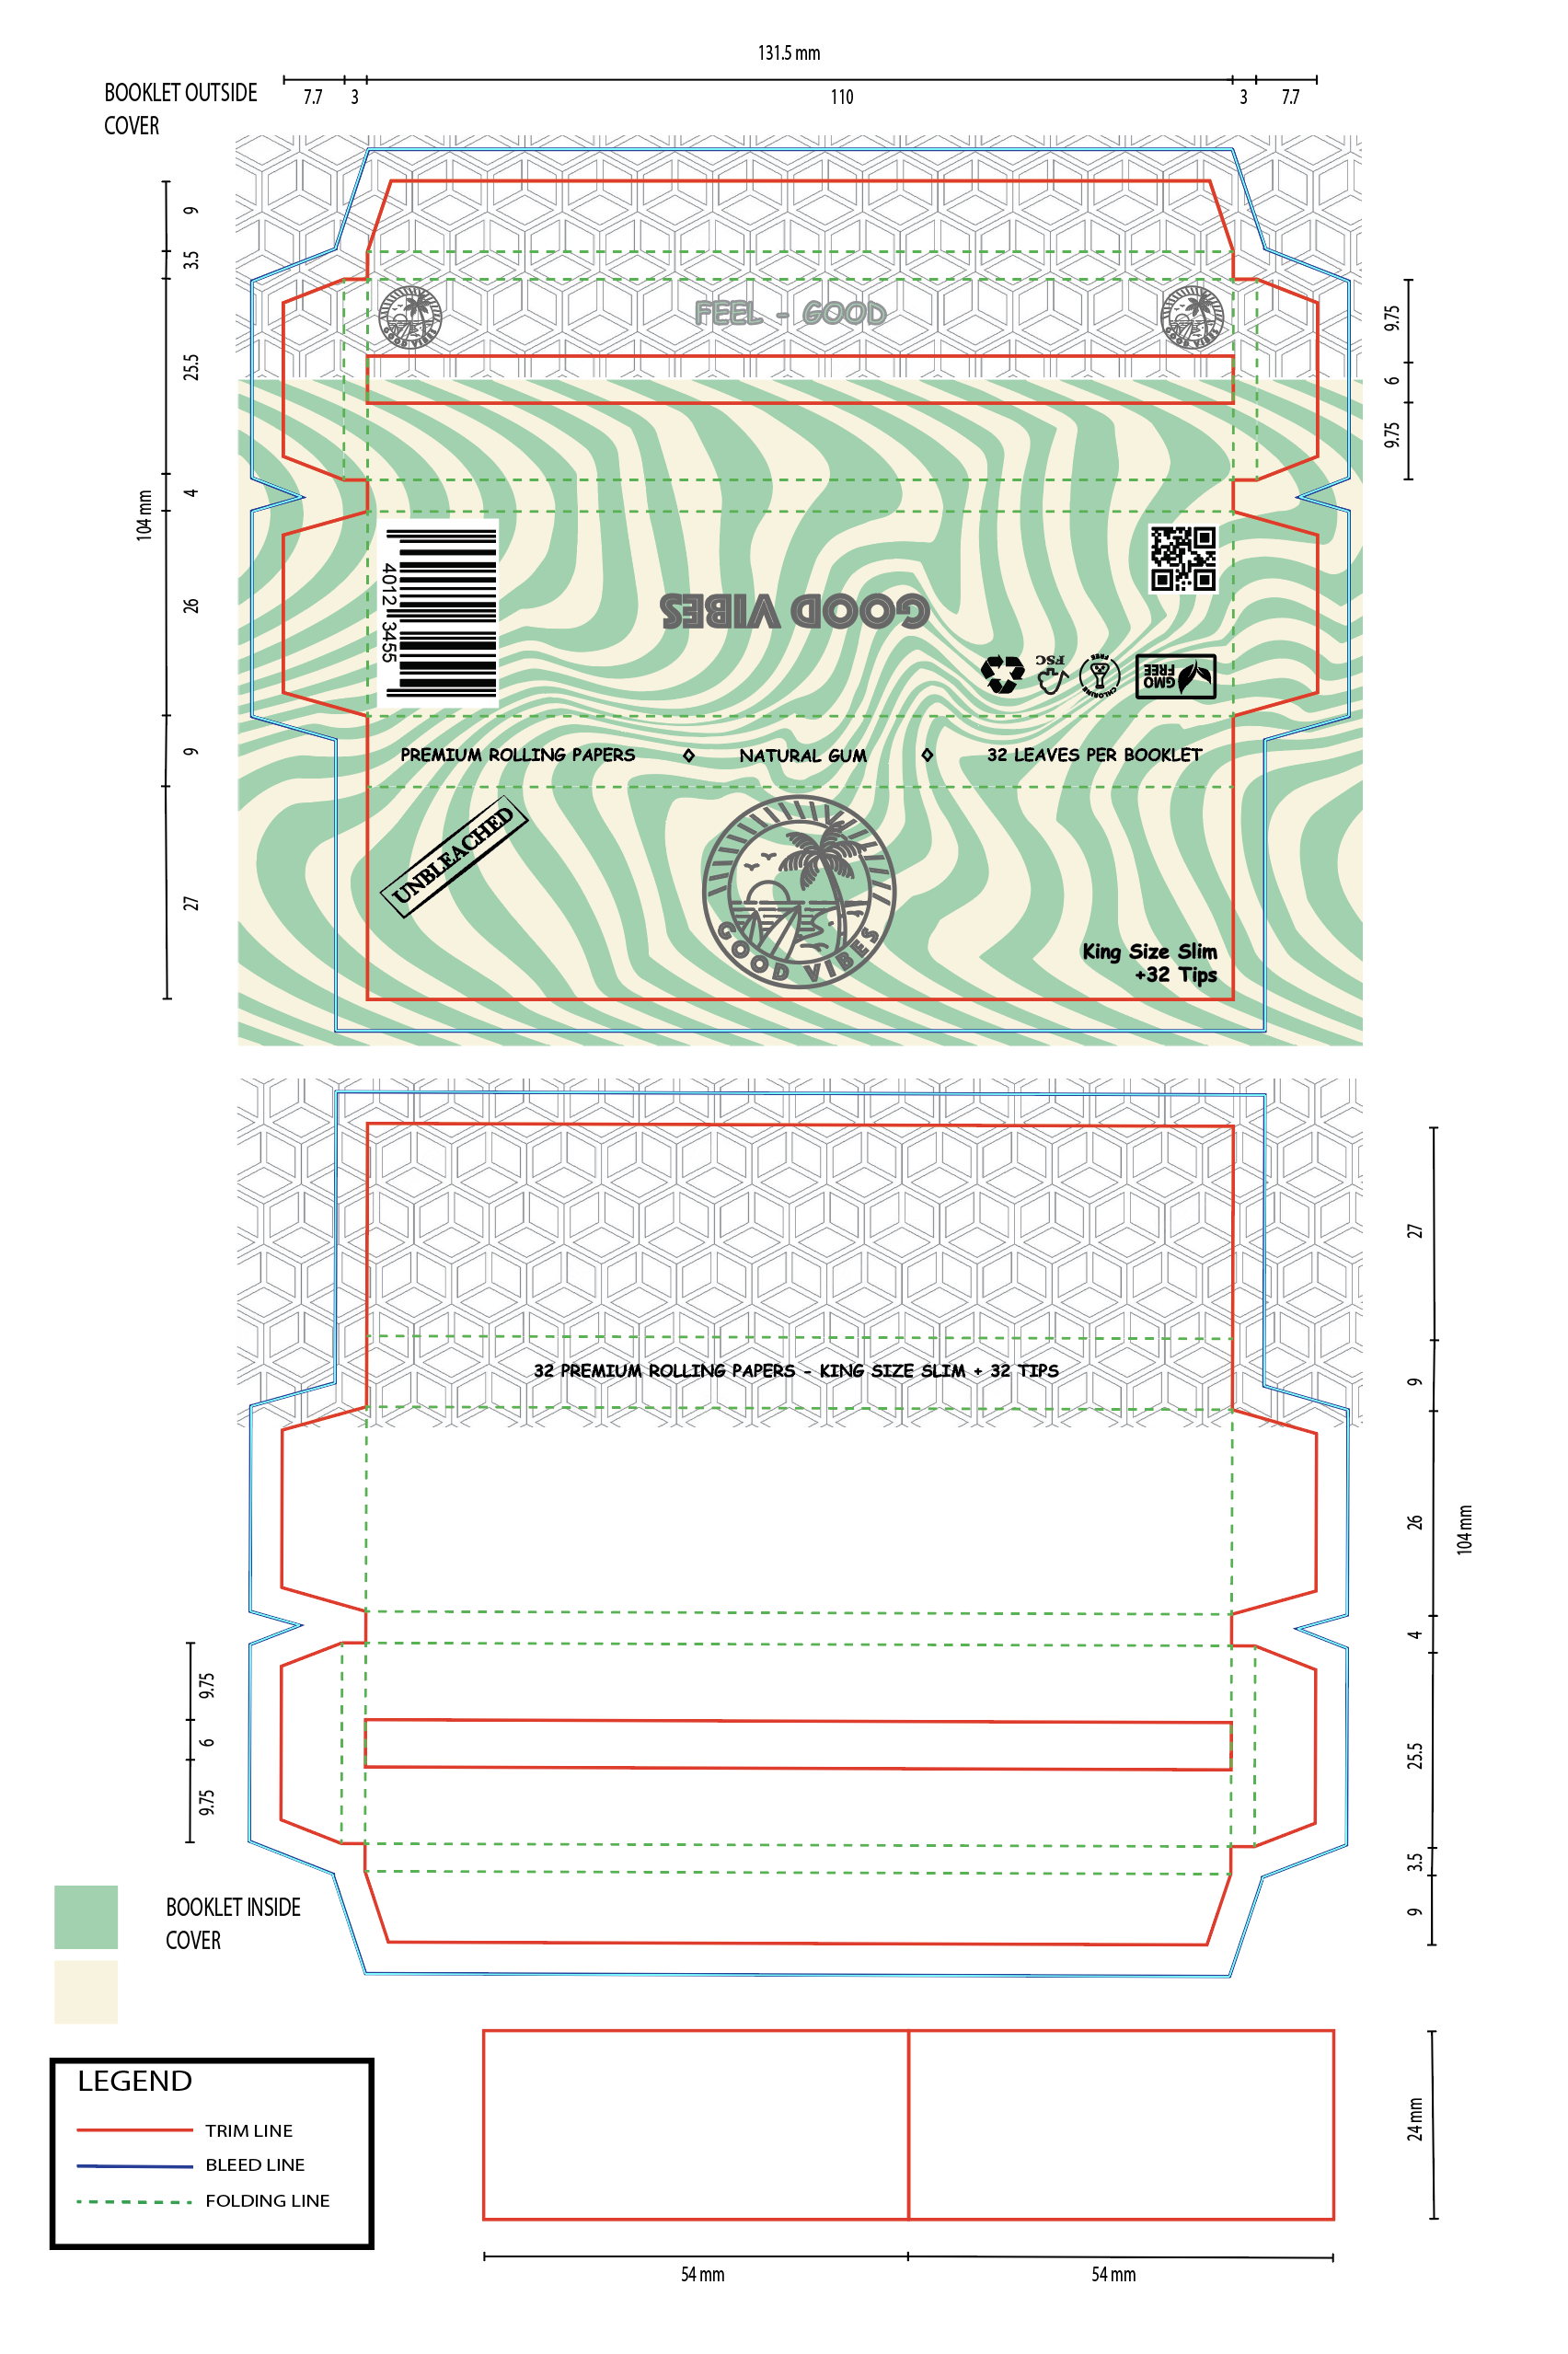 131.5 mm
BOOKLET OUTSIDE
COVER
7.7
3
110
3
7.7
9
3.5
25.5
4
104 mm
26
9
27
9.75
6
9.75
FEEL - GOOD
GOOD VIBES
GOOD VIBES
4012 3455
GOOD VIBES
FSC
CHLORINE
FREE
GMO
FREE
PREMIUM ROLLING PAPERS ◇ NATURAL GUM ◇ 32 LEAVES PER BOOKLET
UNBLEACHED
GOOD VIBES
King Size Slim
+32 Tips
32 PREMIUM ROLLING PAPERS - KING SIZE SLIM + 32 TIPS
27
9
26
104 mm
4
25.5
3.5
9
9.75
6
9.75
BOOKLET INSIDE
COVER
LEGEND
TRIM LINE
BLEED LINE
FOLDING LINE
24 mm
54 mm
54 mm